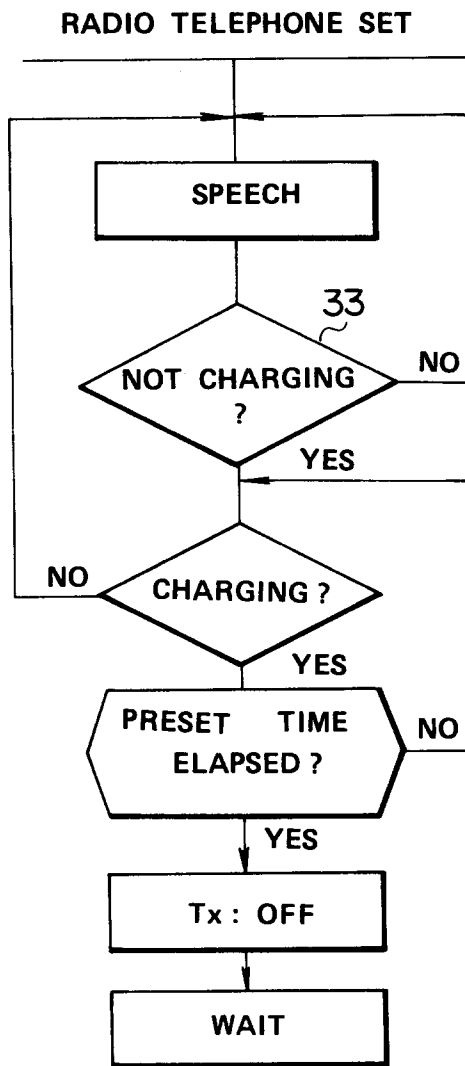 RADIO TELEPHONE SET
SPEECH
33
NOT CHARGING
?
NO
YES
CHARGING ?
NO
YES
PRESET TIME
ELAPSED ?
NO
YES
Tx : OFF
WAIT